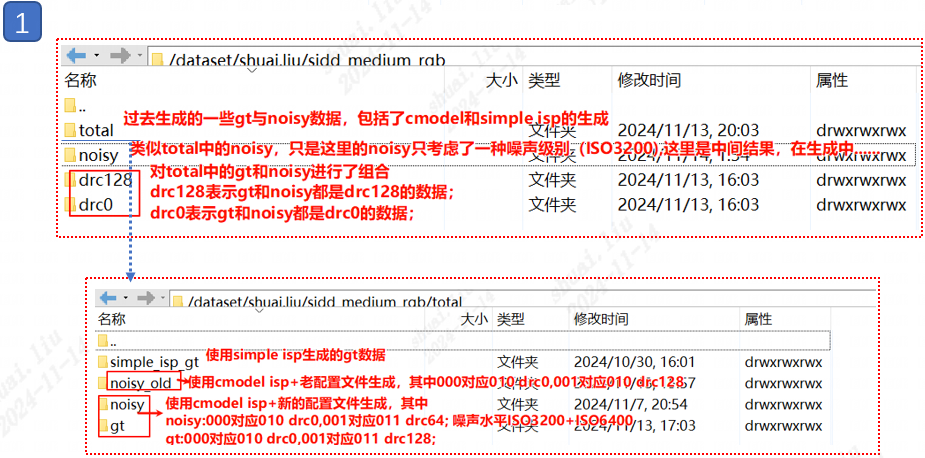 1
/dataset/shuai.liu/sidd_medium_rgb
名称 大小 类型 修改时间 属性
..
过去生成的一些gt与noisy数据，包括了cmodel和simple isp的生成
total 文件夹 2024/11/13, 20:03 drwxrwxrwx
类似total中的noisy，只是这里的noisy只考虑了一种噪声级别（ISO3200),这里是中间结果，在生成中......
noisy 文件夹 2024/11/14, 1:54 drwxrwxrwx
对total中的gt和noisy进行了组合
drc128 文件夹 2024/11/13, 16:03 drwxrwxrwx
drc128表示gt和noisy都是drc128的数据；
drc0 文件夹 2024/11/13, 16:03 drwxrwxrwx
drc0表示gt和noisy都是drc0的数据；
/dataset/shuai.liu/sidd_medium_rgb/total
名称 大小 类型 修改时间 属性
..
使用simple isp生成的gt数据
simple_isp_gt 文件夹 2024/10/30, 16:01 drwxrwxrwx
noisy_old drwxrwxrwx
使用cmodel isp+老配置文件生成，其中000对应010 drc0,001对应010 drc128
noisy 文件夹 2024/11/7, 20:54 drwxrwxrwx
使用cmodel isp+新的配置文件生成，其中
noisy:000对应010 drc0,001对应011 drc64; 噪声水平ISO3200+ISO6400
gt 文件夹 2024/11/13, 17:03 drwxrwxrwx
gt:000对应010 drc0,001对应011 drc128;
shuai.liu
2024-11-14